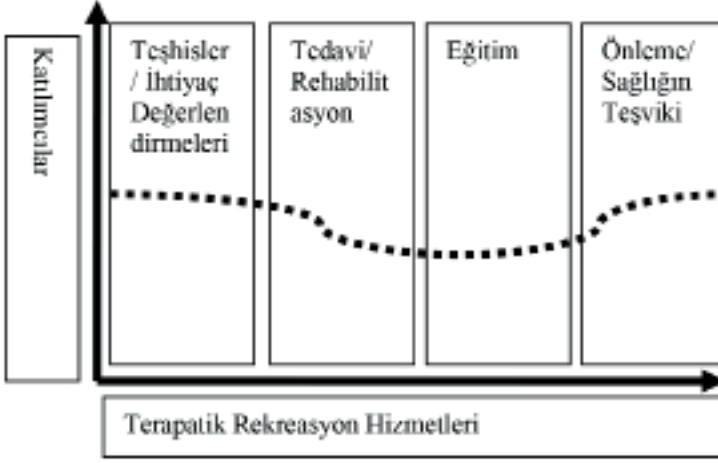 Katılımcılar
Teşhisler
/ İhtiyaç
Değerlen
dirmeleri
Tedavi/
Rehabilit
asyon
Eğitim
Önleme/
Sağlığın
Teşviki
Terapatik Rekreasyon Hizmetleri